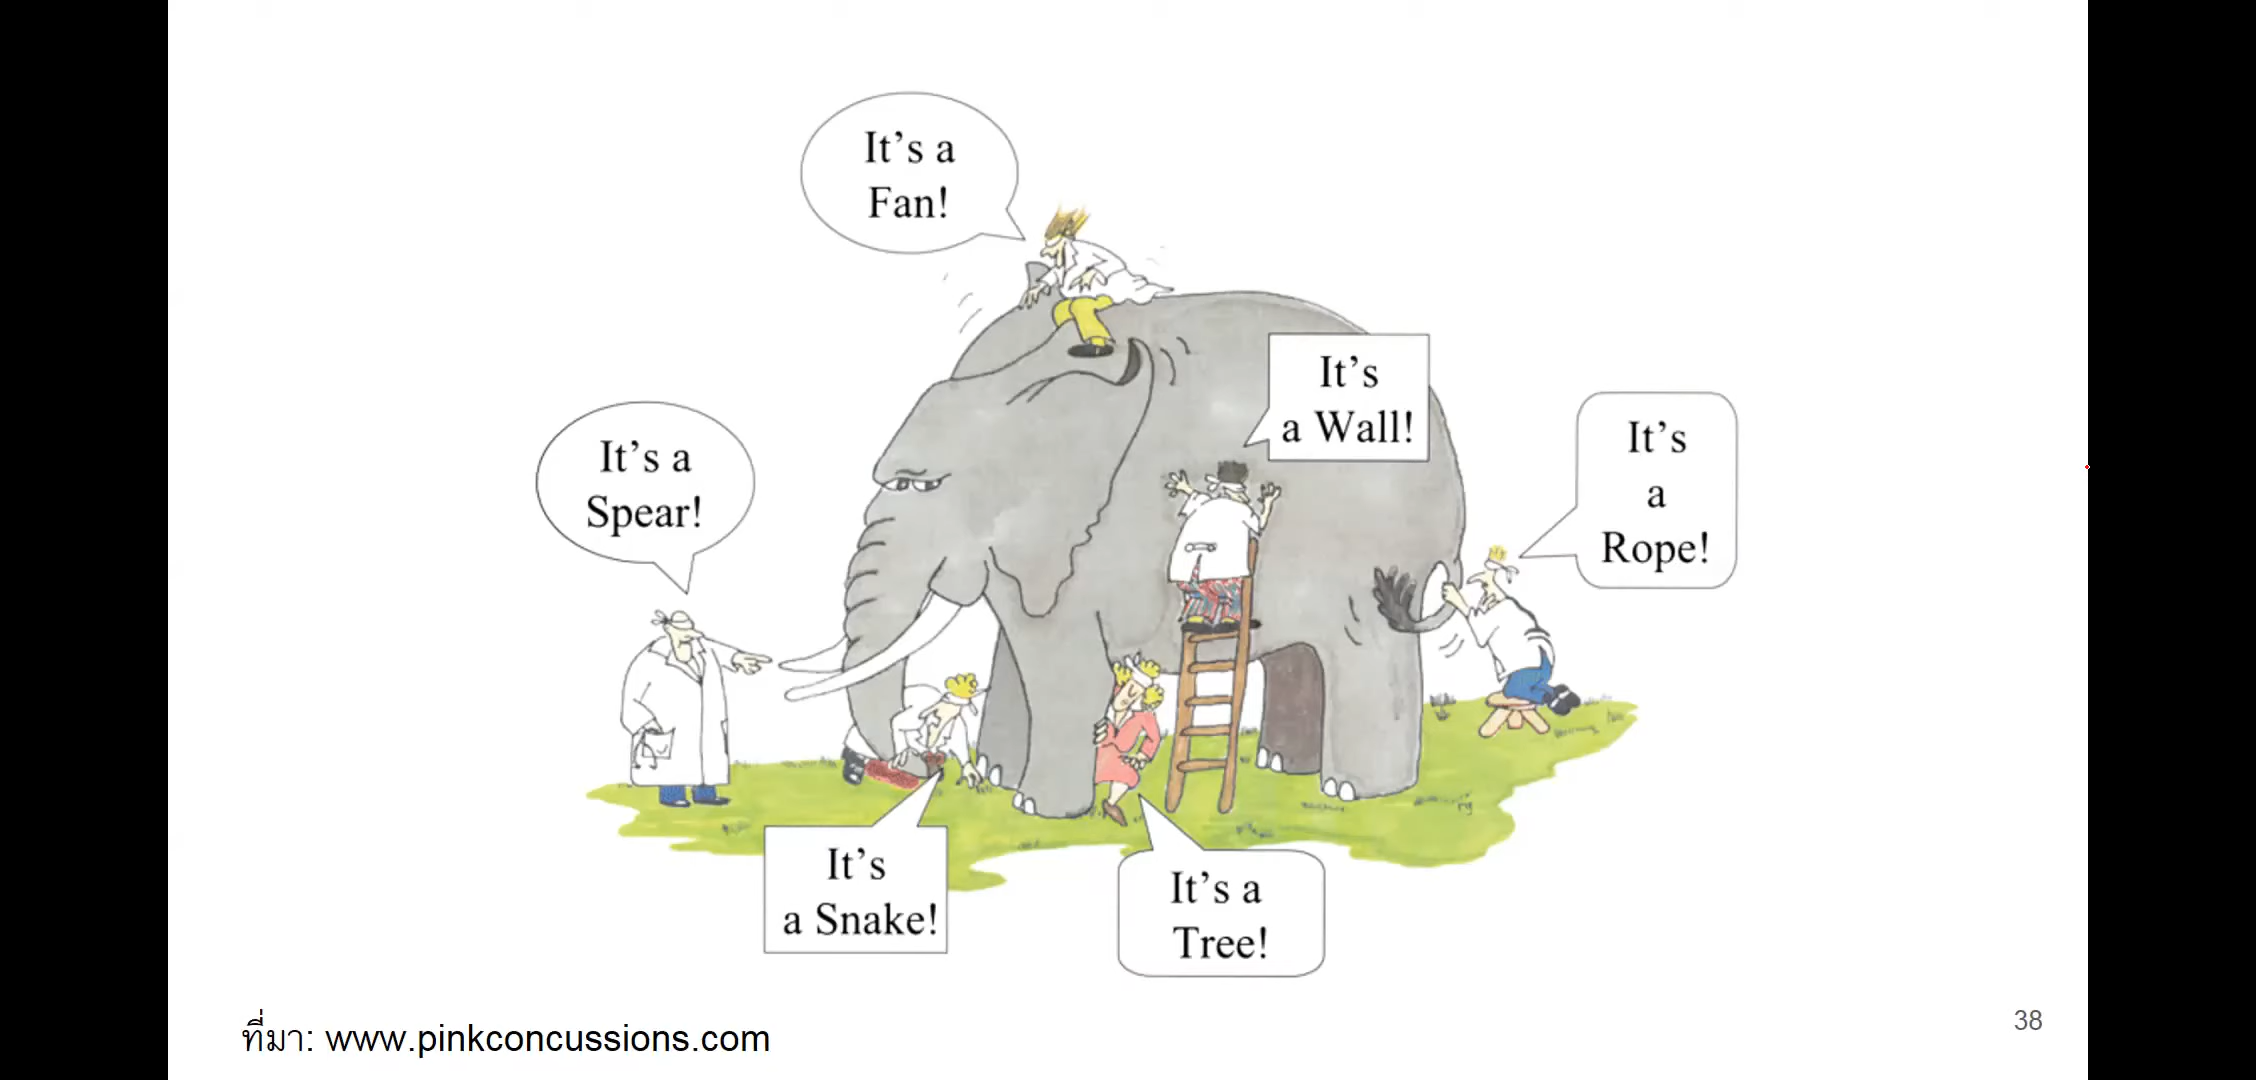 It's a
Fan!
It's
a Wall!
It's a
Spear!
It's
a
Rope!
It's
a Snake!
It's a
Tree!
ที่มา: www.pinkconcussions.com
38